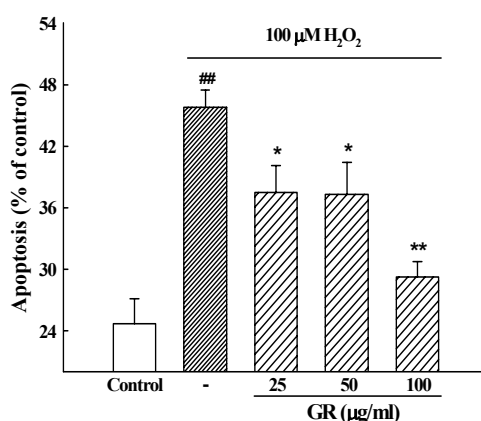 100 μM H₂O₂
Apoptosis (% of control)
54
48
42
36
30
24
##
*
*
**
Control - 25 50 100
GR (μg/ml)